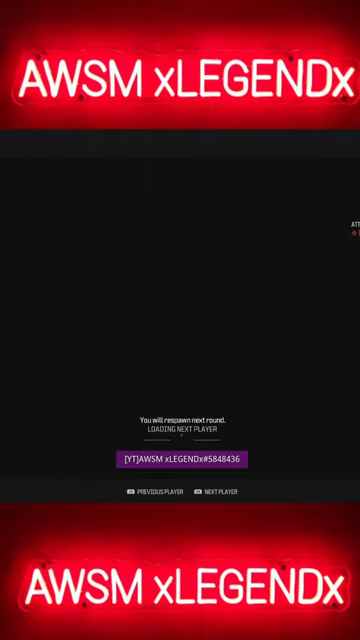 AWSM xLEGENDx
ATT
You will respawn next round.
LOADING NEXT PLAYER
[YT]AWSM xLEGENDx#5848436
PREVIOUS PLAYER NEXT PLAYER
AWSM xLEGENDx